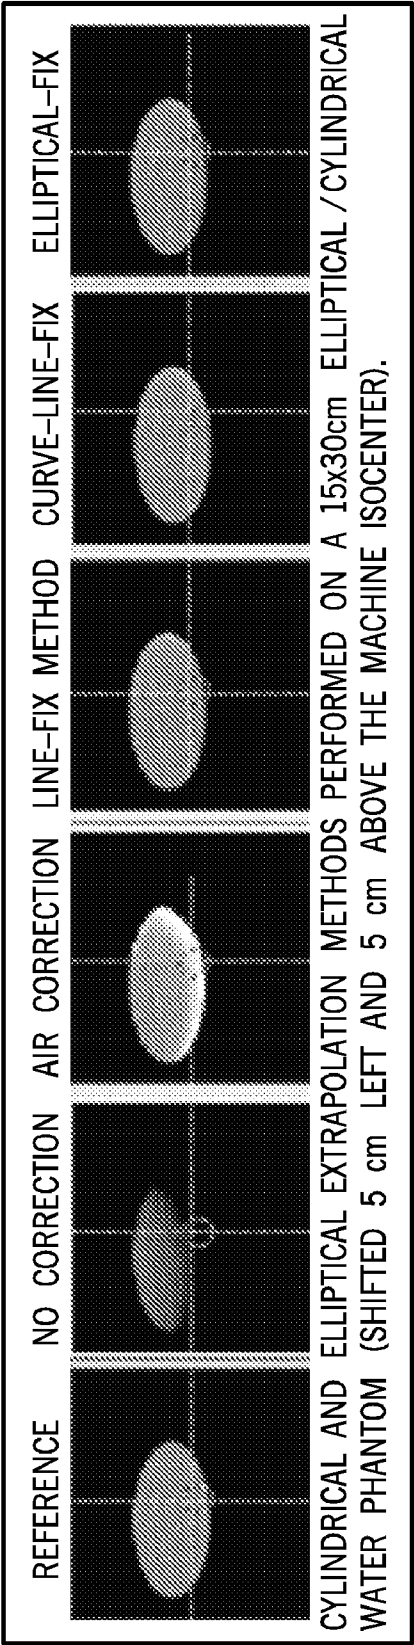 REFERENCE NO CORRECTION AIR CORRECTION LINE–FIX METHOD CURVE–LINE–FIX ELLIPTICAL–FIX
CYLINDRICAL AND ELLIPTICAL EXTRAPOLATION METHODS PERFORMED ON A 15x30cm ELLIPTICAL/CYLINDRICAL
WATER PHANTOM (SHIFTED 5 cm LEFT AND 5 cm ABOVE THE MACHINE ISOCENTER).